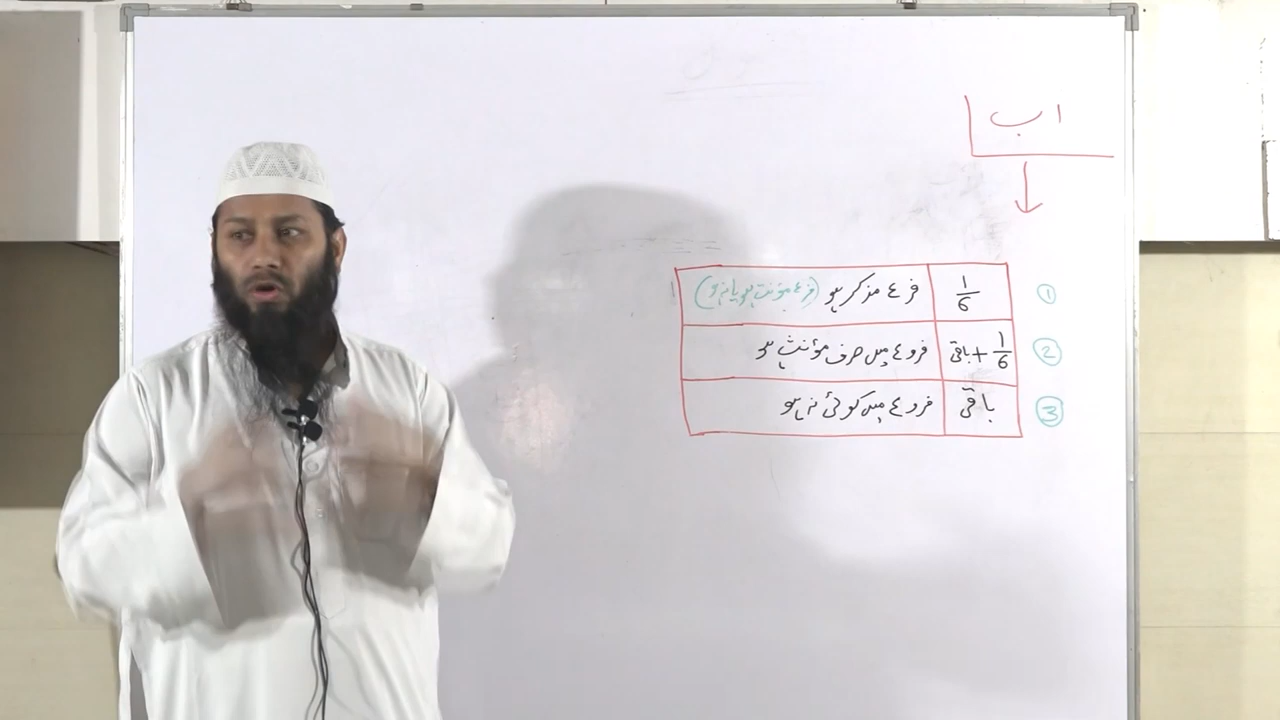 اب
① 1/6 فرع مذکر ہو (فرع مؤنث ہو یا نہ ہو)
② 1/6 + باقی فروع میں صرف مؤنث ہو
③ باقی فروع میں کوئی نہ ہو